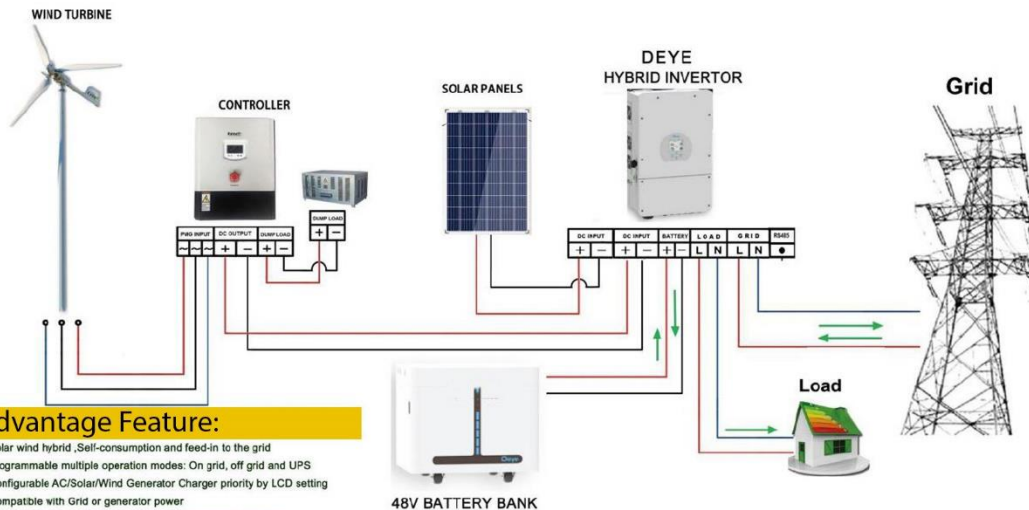 WIND TURBINE
CONTROLLER
SOLAR PANELS
DEYE
HYBRID INVERTOR
Grid
DUMP LOAD
+ −
PMG INPUT DC OUTPUT DUMP LOAD
~ ~ ~ + − + −
DC INPUT DC INPUT BATTERY LOAD GRID RS485
+ − + − + − L N L N ●
Load
dvantage Feature:
olar wind hybrid ,Self-consumption and feed-in to the grid
ogrammable multiple operation modes: On grid, off grid and UPS
onfigurable AC/Solar/Wind Generator Charger priority by LCD setting
ompatible with Grid or generator power
Deye
48V BATTERY BANK